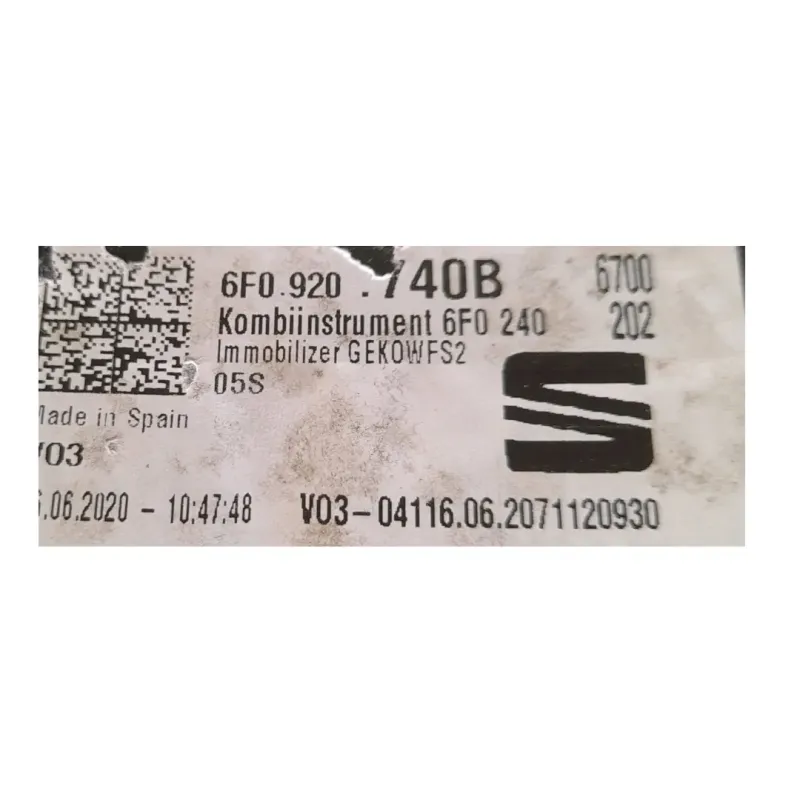 6F0.920 .740B 6700
Kombiinstrument 6F0 240 202
Immobilizer GEKOWFS2
05S
Made in Spain
V03
6.06.2020 - 10:47:48 V03-04116.06.2071120930